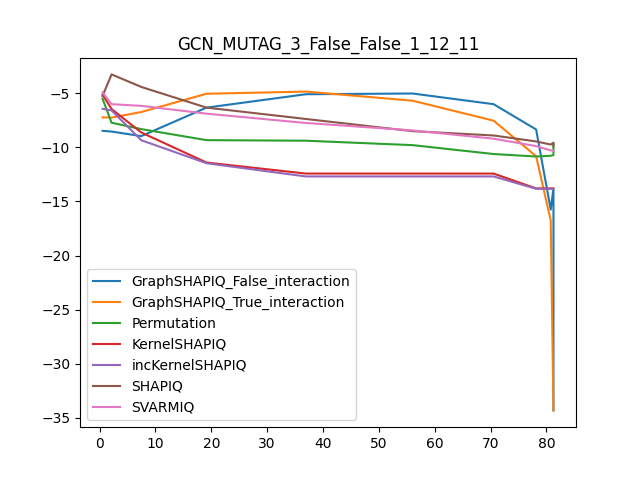 GCN_MUTAG_3_False_False_1_12_11
−5
−10
−15
−20
−25
−30
−35
GraphSHAPIQ_False_interaction
GraphSHAPIQ_True_interaction
Permutation
KernelSHAPIQ
incKernelSHAPIQ
SHAPIQ
SVARMIQ
0 10 20 30 40 50 60 70 80